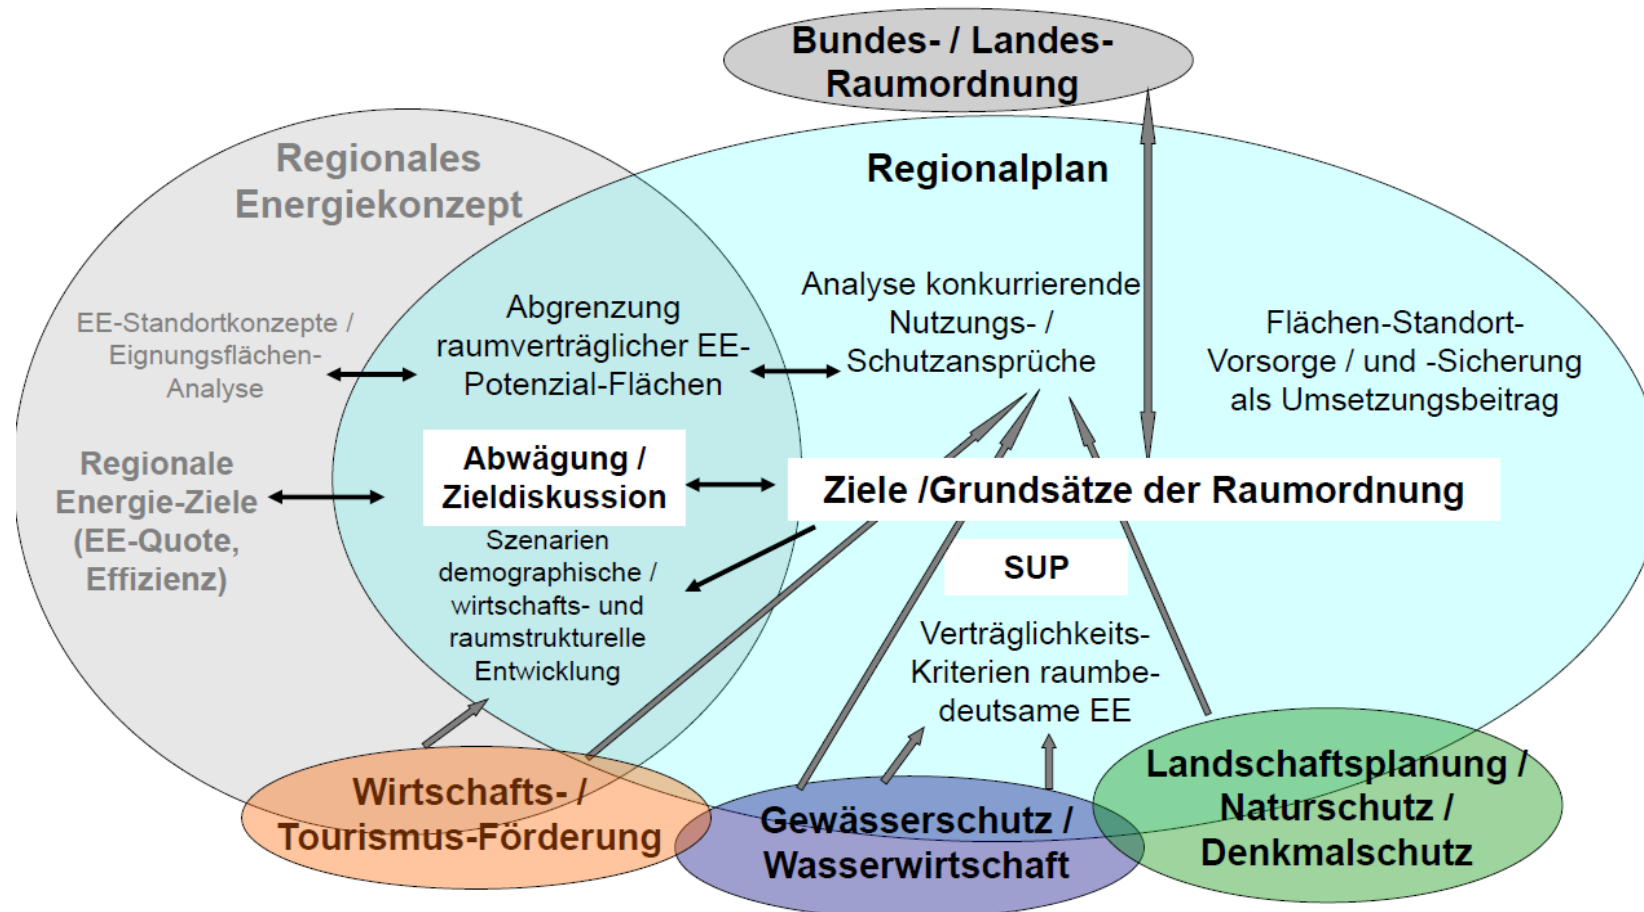 Bundes- / Landes-
Raumordnung
Regionales
Energiekonzept
Regionalplan
EE-Standortkonzepte /
Eignungsflächen-
Analyse
Abgrenzung
raumverträglicher EE-
Potenzial-Flächen
Analyse konkurrierende
Nutzungs- /
Schutzansprüche
Flächen-Standort-
Vorsorge / und -Sicherung
als Umsetzungsbeitrag
Regionale
Energie-Ziele
(EE-Quote,
Effizienz)
Abwägung /
Zieldiskussion
Ziele /Grundsätze der Raumordnung
Szenarien
demographische /
wirtschafts- und
raumstrukturelle
Entwicklung
SUP
Verträglichkeits-
Kriterien raumbe-
deutsame EE
Wirtschafts- /
Tourismus-Förderung
Gewässerschutz /
Wasserwirtschaft
Landschaftsplanung /
Naturschutz /
Denkmalschutz